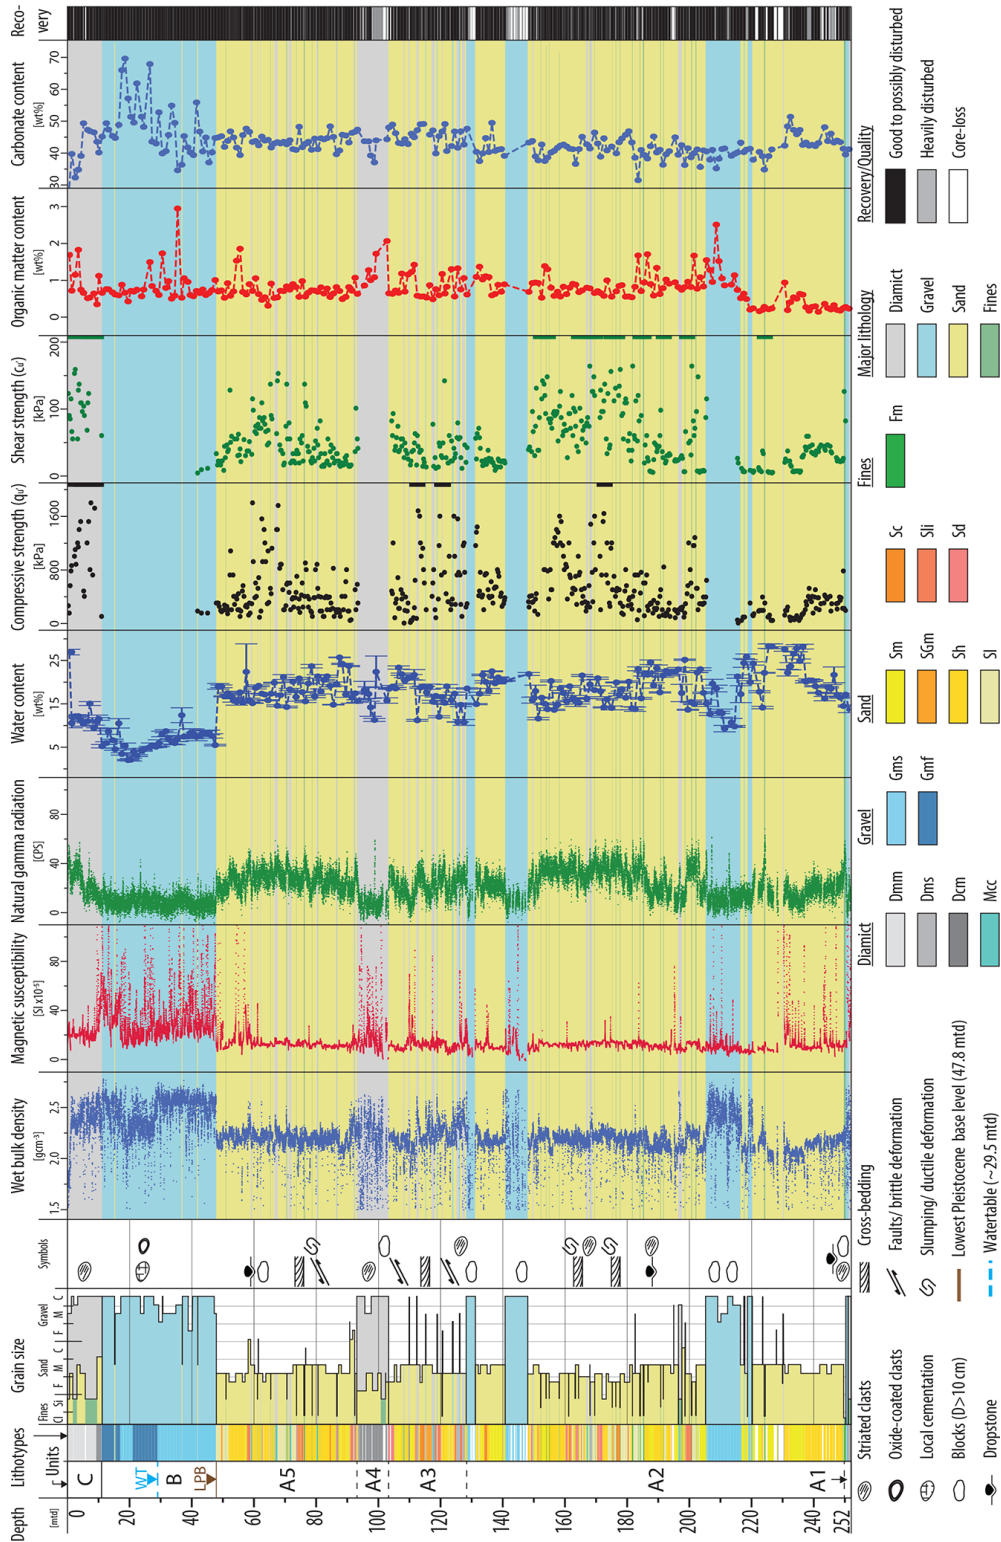 Depth
[mtd]
0
20
40
60
80
100
120
140
160
180
200
220
240
252
Lithotypes
Units
C
B
A5
A4
A3
A2
A1
WT
LPB
Grain size
Fines
Sand
Gravel
Cl Si F M C F M C
Symbols
Wet bulk density
[gcm⁻³]
1.5
2.0
2.5
Magnetic susceptibility
[SI x10⁻⁵]
0
40
80
Natural gamma radiation
[CPS]
0
40
80
Water content
[wt%]
5
15
25
Compressive strength (qᵤ')
[kPa]
0
800
1600
Shear strength (cᵤ')
[kPa]
0
100
200
Organic matter content
[wt%]
0
1
2
3
Carbonate content
[wt%]
30
40
50
60
70
Reco-
very
Striated clasts
Oxide-coated clasts
Local cementation
Blocks (D>10 cm)
Dropstone
Cross-bedding
Faults/ brittle deformation
Slumping/ ductile deformation
Lowest Pleistocene base level (47.8 mtd)
Watertable (~29.5 mtd)
Diamict
Dmm
Dms
Dcm
Mcc
Gravel
Gms
Gmf
Sand
Sm
SGm
Sh
Sl
Sc
Sli
Sd
Fines
Fm
Major lithology
Diamict
Gravel
Sand
Fines
Recovery/Quality
Good to possibly disturbed
Heavily disturbed
Core-loss